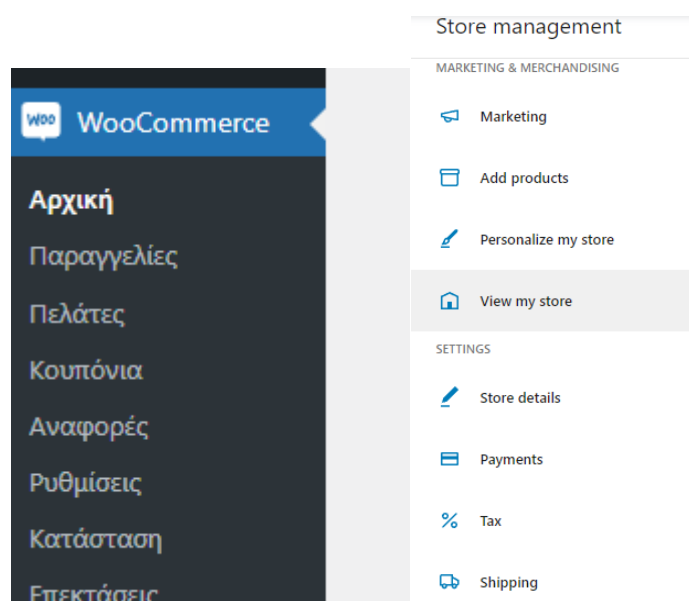 Woo WooCommerce
Αρχική
Παραγγελίες
Πελάτες
Κουπόνια
Αναφορές
Ρυθμίσεις
Κατάσταση
Επεκτάσεις
Store management
MARKETING & MERCHANDISING
Marketing
Add products
Personalize my store
View my store
SETTINGS
Store details
Payments
Tax
Shipping